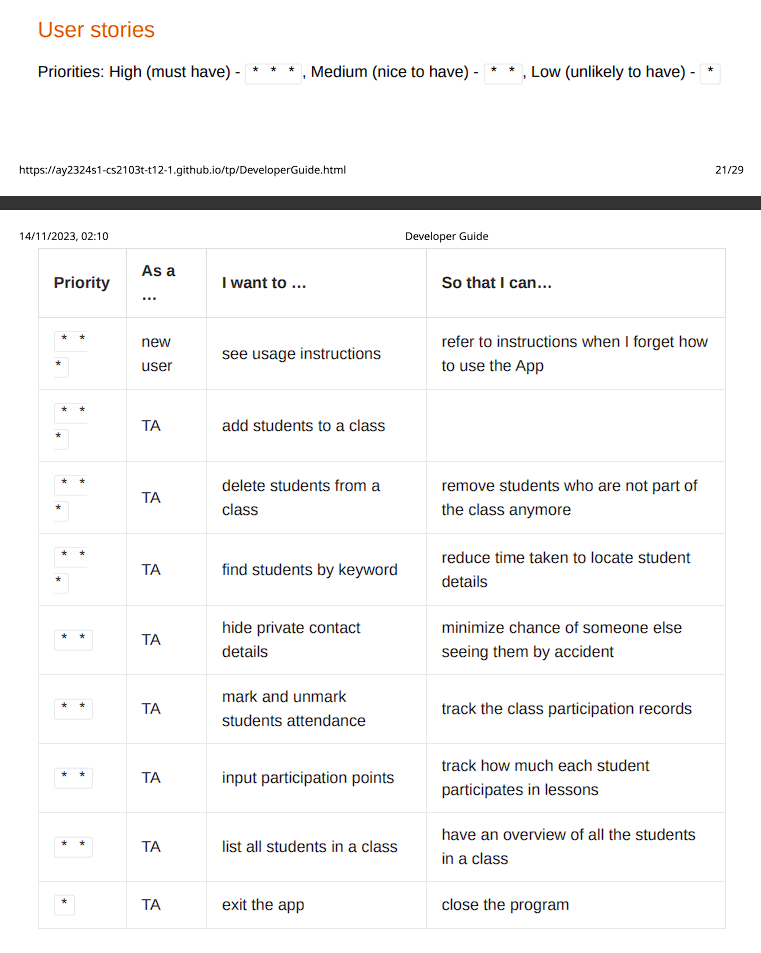 User stories
Priorities: High (must have) - * * * , Medium (nice to have) - * * , Low (unlikely to have) - *
https://ay2324s1-cs2103t-t12-1.github.io/tp/DeveloperGuide.html 21/29
14/11/2023, 02:10 Developer Guide
Priority As a … I want to … So that I can…
* * * new user see usage instructions refer to instructions when I forget how to use the App
* * * TA add students to a class
* * * TA delete students from a class remove students who are not part of the class anymore
* * * TA find students by keyword reduce time taken to locate student details
* * TA hide private contact details minimize chance of someone else seeing them by accident
* * TA mark and unmark students attendance track the class participation records
* * TA input participation points track how much each student participates in lessons
* * TA list all students in a class have an overview of all the students in a class
* TA exit the app close the program